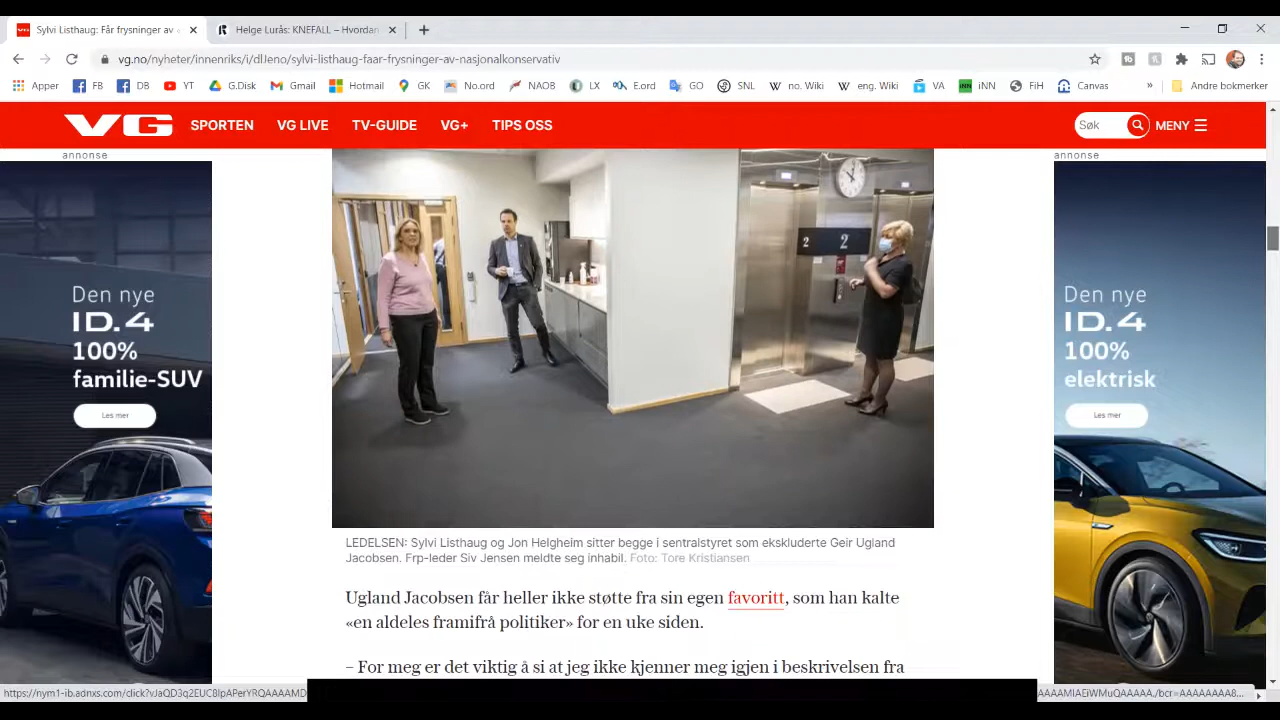 Sylvi Listhaug: Får frysninger av
Helge Lurås: KNEFALL – Hvordan
vg.no/nyheter/innenriks/i/dlleno/sylvi-listhaug-faar-frysninger-av-nasjonalkonservativ
Apper FB DB YT G.Disk Gmail Hotmail GK No.ord NAOB LX E.ord GO SNL no. Wiki eng. Wiki VA iNN FiH Canvas » Andre bokmerker
VG SPORTEN VG LIVE TV-GUIDE VG+ TIPS OSS Søk MENY
annonse
annonse
Den nye
ID.4
100%
familie-SUV
Les mer
2 2
Den nye
ID.4
100%
elektrisk
Les mer
LEDELSEN: Sylvi Listhaug og Jon Helgheim sitter begge i sentralstyret som ekskluderte Geir Ugland
Jacobsen. Frp-leder Siv Jensen meldte seg inhabil. Foto: Tore Kristiansen
Ugland Jacobsen får heller ikke støtte fra sin egen favoritt, som han kalte
«en aldeles framifrå politiker» for en uke siden.
– For meg er det viktig å si at jeg ikke kjenner meg igjen i beskrivelsen fra